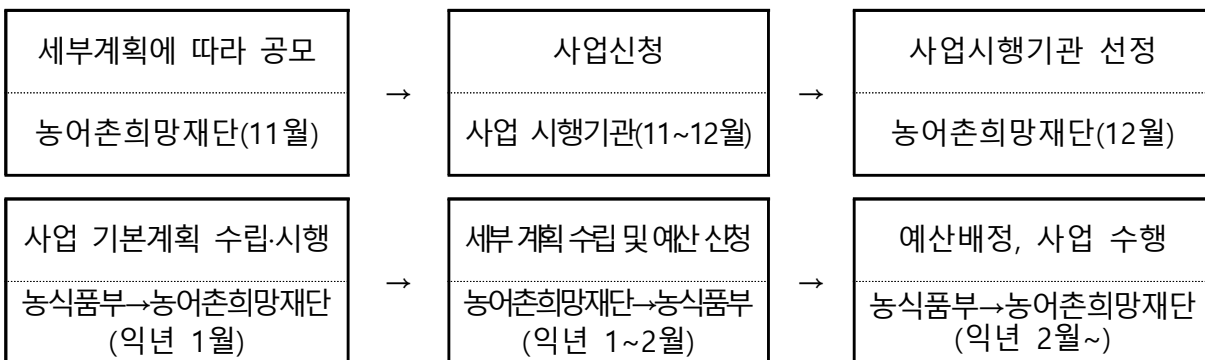 세부계획에 따라 공모 → 사업신청 → 사업시행기관 선정
농어촌희망재단(11월) 사업 시행기관(11~12월) 농어촌희망재단(12월)
사업 기본계획 수립·시행 → 세부 계획 수립 및 예산 신청 → 예산배정, 사업 수행
농식품부→농어촌희망재단 농어촌희망재단→농식품부 농식품부→농어촌희망재단
(익년 1월) (익년 1~2월) (익년 2월~)